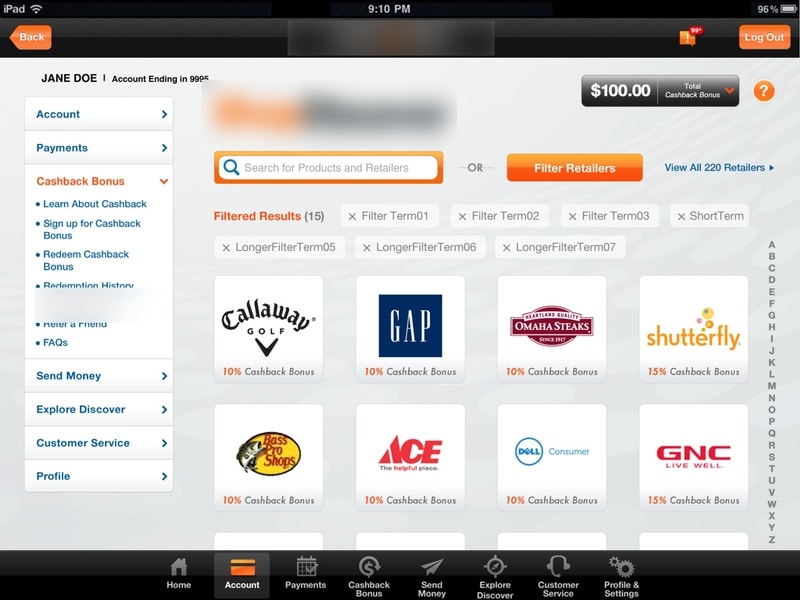 iPad
9:10 PM
96%
Back
99+
Log Out
JANE DOE | Account Ending in 9995
$100.00
Total
Cashback Bonus
?
Account
Payments
Cashback Bonus
Learn About Cashback
Sign up for Cashback
Bonus
Redeem Cashback
Bonus
Redemption History
Refer a Friend
FAQs
Send Money
Explore Discover
Customer Service
Profile
Search for Products and Retailers
OR
Filter Retailers
View All 220 Retailers
Filtered Results (15)
Filter Term01
Filter Term02
Filter Term03
ShortTerm
LongerFilterTerm05
LongerFilterTerm06
LongerFilterTerm07
Callaway®
GOLF
10% Cashback Bonus
GAP
10% Cashback Bonus
HEARTLAND QUALITY
OMAHA STEAKS
SINCE 1917
10% Cashback Bonus
shutterfly.
15% Cashback Bonus
Bass
Pro
Shops
10% Cashback Bonus
ACE
The helpful place.
10% Cashback Bonus
DELL Consumer
10% Cashback Bonus
GNC
LIVE WELL.
15% Cashback Bonus
A
B
C
D
E
F
G
H
I
J
K
L
M
N
O
P
Q
R
S
T
U
V
W
X
Y
Z
Home
Account
Payments
Cashback
Bonus
Send
Money
Explore
Discover
Customer
Service
Profile &
Settings